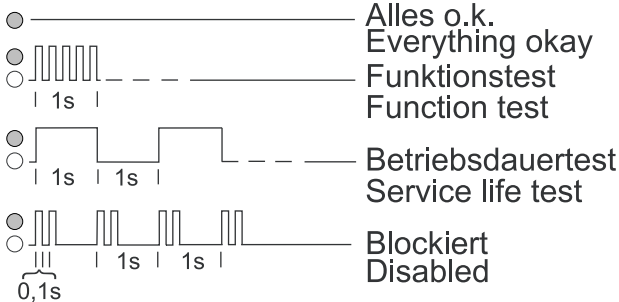 Alles o.k.
Everything okay
Funktionstest
1s
Function test
Betriebsdauertest
1s 1s
Service life test
Blockiert
1s 1s
Disabled
0,1s